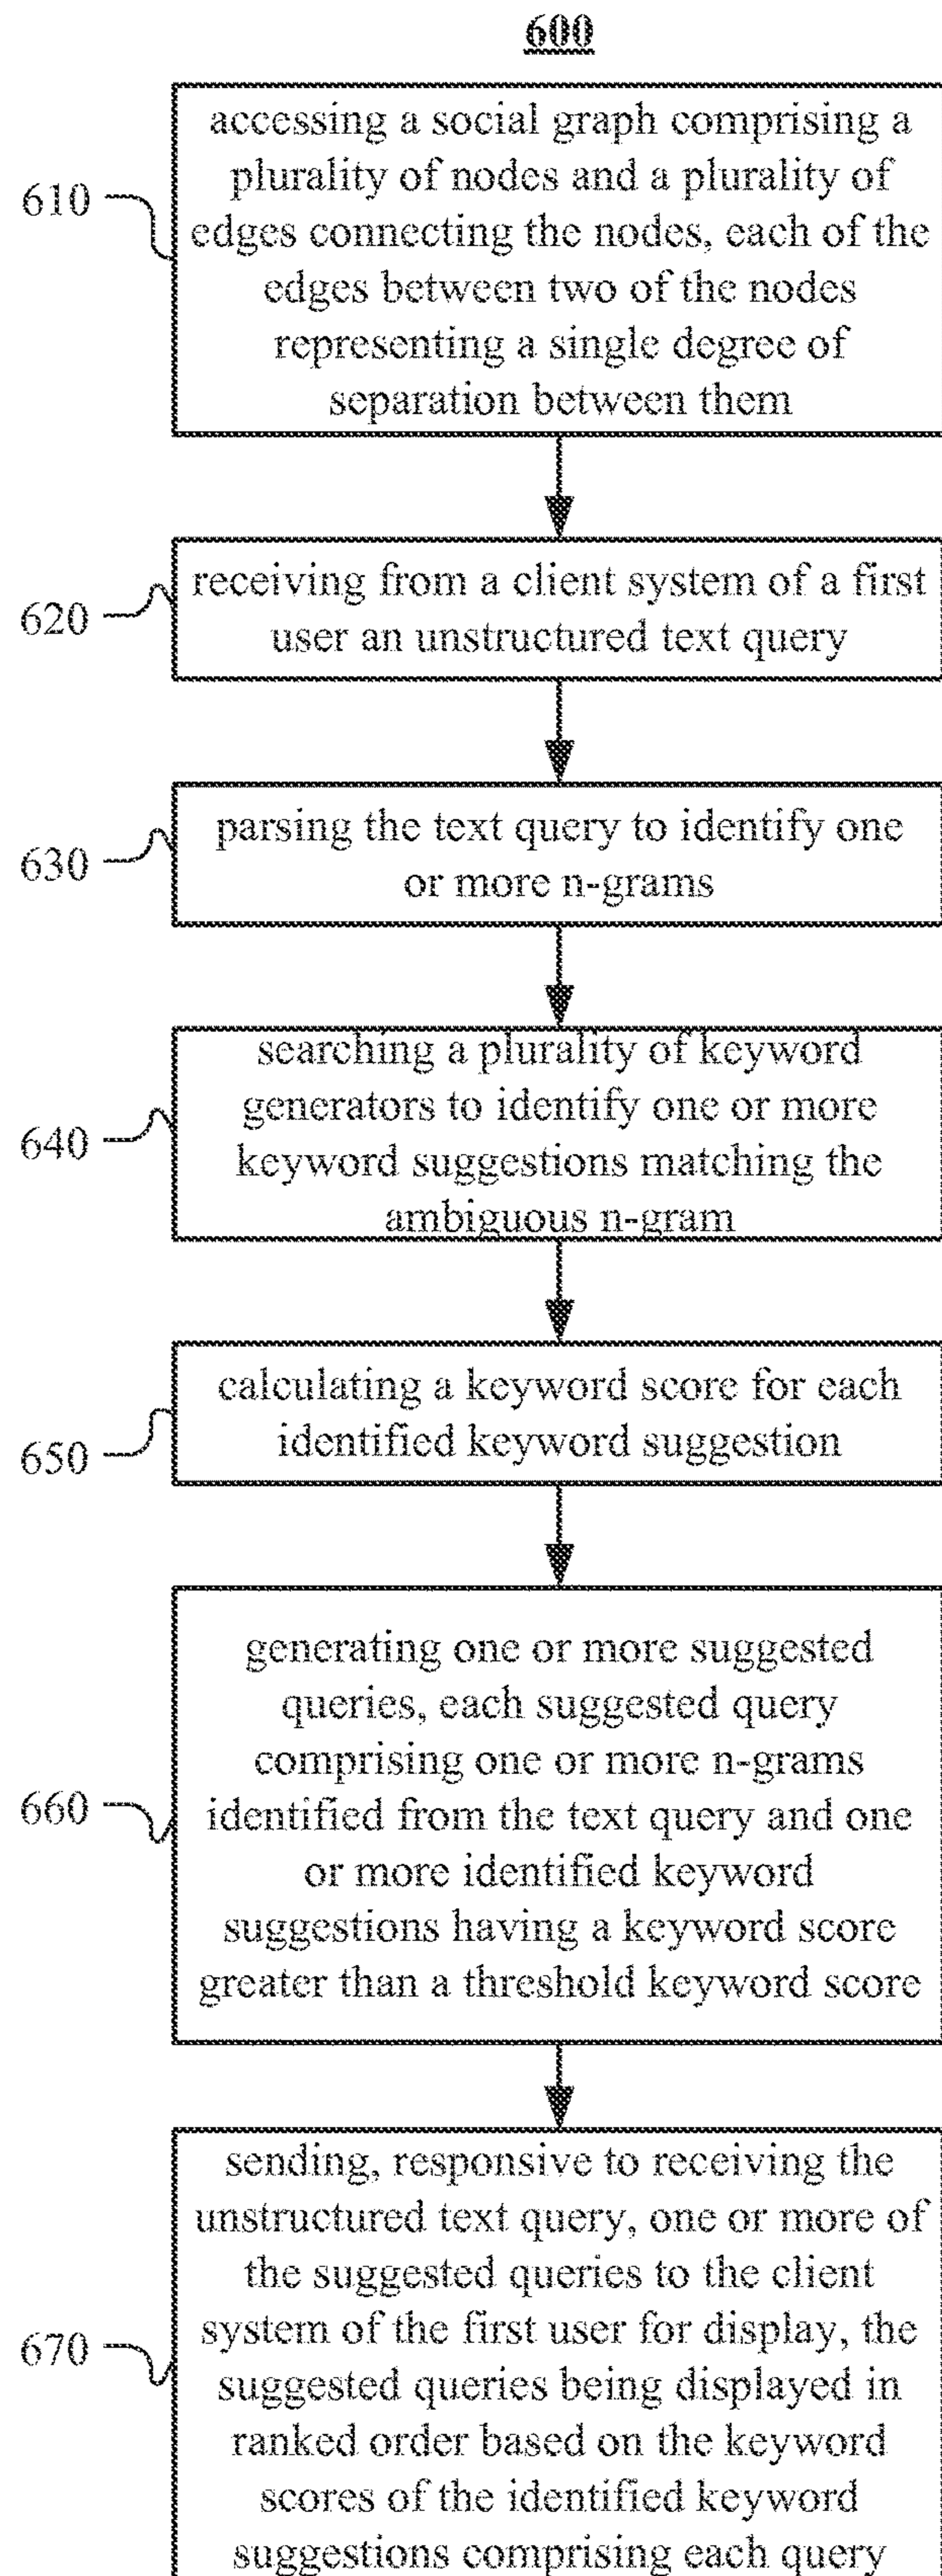 600
610
accessing a social graph comprising a
plurality of nodes and a plurality of
edges connecting the nodes, each of the
edges between two of the nodes
representing a single degree of
separation between them
620
receiving from a client system of a first
user an unstructured text query
630
parsing the text query to identify one
or more n-grams
640
searching a plurality of keyword
generators to identify one or more
keyword suggestions matching the
ambiguous n-gram
650
calculating a keyword score for each
identified keyword suggestion
660
generating one or more suggested
queries, each suggested query
comprising one or more n-grams
identified from the text query and one
or more identified keyword
suggestions having a keyword score
greater than a threshold keyword score
670
sending, responsive to receiving the
unstructured text query, one or more of
the suggested queries to the client
system of the first user for display, the
suggested queries being displayed in
ranked order based on the keyword
scores of the identified keyword
suggestions comprising each query